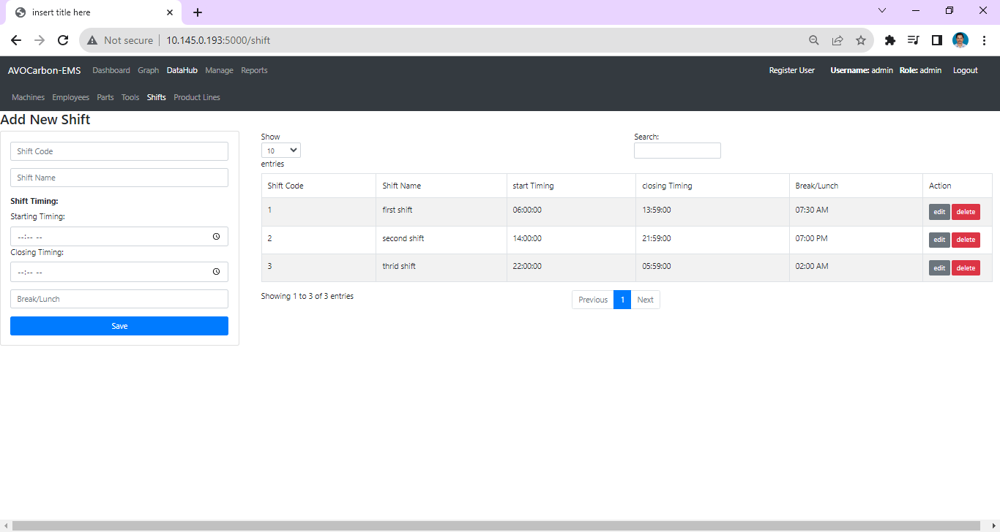 insert title here
Not secure 10.145.0.193:5000/shift
AVOCarbon-EMS Dashboard Graph DataHub Manage Reports Register User Username: admin Role: admin Logout
Machines Employees Parts Tools Shifts Product Lines
Add New Shift
Shift Code
Shift Name
Shift Timing:
Starting Timing:
--:-- --
Closing Timing:
--:-- --
Break/Lunch
Save
Show
10
entries
Search:
Shift Code Shift Name start Timing closing Timing Break/Lunch Action
1 first shift 06:00:00 13:59:00 07:30 AM edit delete
2 second shift 14:00:00 21:59:00 07:00 PM edit delete
3 thrid shift 22:00:00 05:59:00 02:00 AM edit delete
Showing 1 to 3 of 3 entries
Previous 1 Next